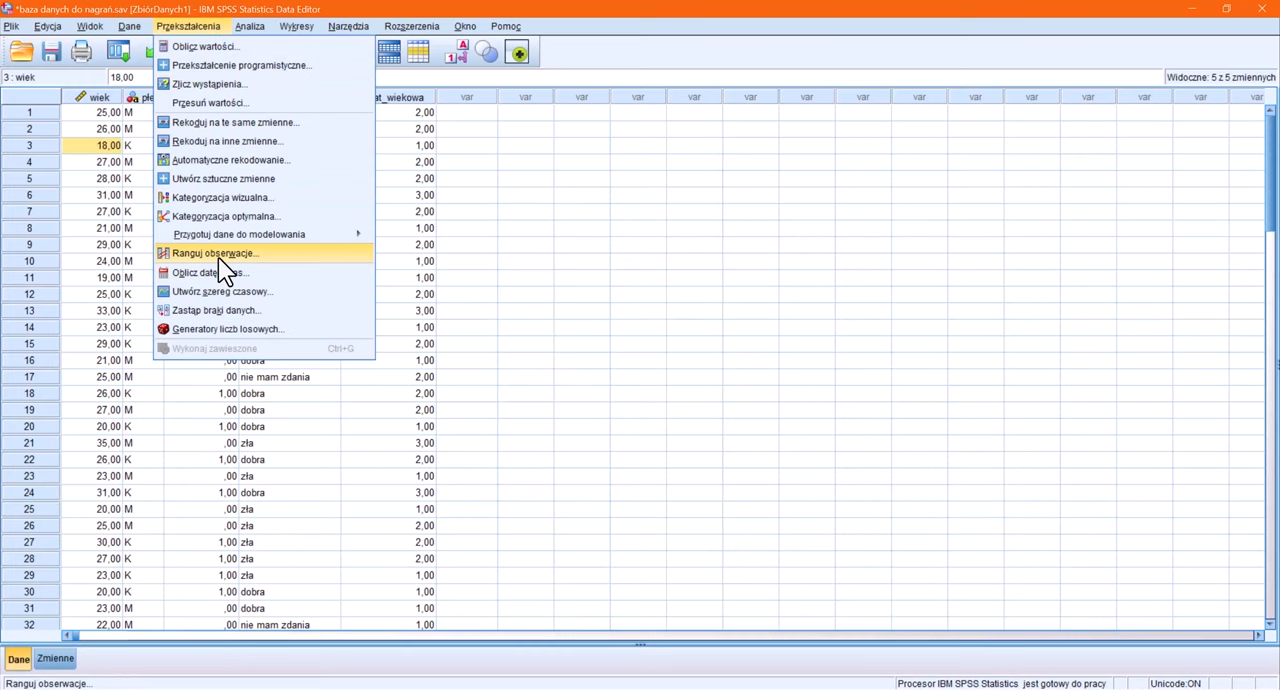 *baza danych do nagrań.sav [ZbiórDanych1] - IBM SPSS Statistics Data Editor
Plik Edycja Widok Dane Przekształcenia Analiza Wykresy Narzędzia Rozszerzenia Okno Pomoc
Oblicz wartości...
Przekształcenie programistyczne...
Zlicz wystąpienia...
Przesuń wartości...
Rekoduj na te same zmienne...
Rekoduj na inne zmienne...
Automatyczne rekodowanie...
Utwórz sztuczne zmienne
Kategoryzacja wizualna...
Kategoryzacja optymalna...
Przygotuj dane do modelowania
Ranguj obserwacje...
Oblicz datę
Utwórz szereg czasowy...
Zastąp braki danych...
Generatory liczb losowych...
Wykonaj zawieszone Ctrl+G
3 : wiek 18,00 Widoczne: 5 z 5 zmiennych
wiek płe at_wiekowa var var var var var var var var var var var var var var var
1 25,00 M 2,00
2 26,00 M 2,00
3 18,00 K 1,00
4 27,00 M 2,00
5 28,00 K 2,00
6 31,00 M 3,00
7 27,00 K 2,00
8 21,00 M 1,00
9 29,00 K 2,00
10 24,00 M 1,00
11 19,00 M 1,00
12 25,00 K 2,00
13 33,00 K 3,00
14 23,00 K 1,00
15 29,00 K 2,00
16 21,00 M ,00 dobra 1,00
17 25,00 M ,00 nie mam zdania 2,00
18 26,00 K 1,00 dobra 2,00
19 27,00 M ,00 dobra 2,00
20 20,00 K 1,00 dobra 1,00
21 35,00 M ,00 zła 3,00
22 26,00 K 1,00 dobra 2,00
23 23,00 M ,00 zła 1,00
24 31,00 K 1,00 dobra 3,00
25 20,00 M ,00 zła 1,00
26 25,00 M ,00 zła 2,00
27 30,00 K 1,00 zła 2,00
28 27,00 K 1,00 zła 2,00
29 23,00 K 1,00 zła 1,00
30 20,00 K 1,00 dobra 1,00
31 23,00 M ,00 dobra 1,00
32 22,00 M ,00 nie mam zdania 1,00
Dane Zmienne
Ranguj obserwacje... Procesor IBM SPSS Statistics jest gotowy do pracy Unicode:ON